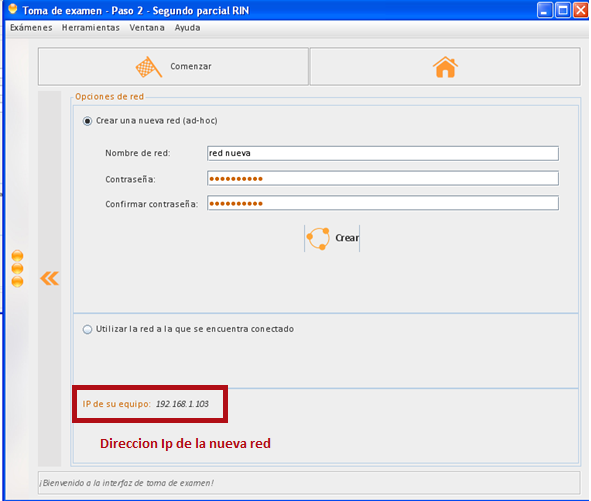 Toma de examen - Paso 2 - Segundo parcial RIN
Exámenes Herramientas Ventana Ayuda
Comenzar
Opciones de red
Crear una nueva red (ad-hoc)
Nombre de red: red nueva
Contraseña: ●●●●●●●●●●
Confirmar contraseña: ●●●●●●●●●●
Crear
Utilizar la red a la que se encuentra conectado
IP de su equipo: 192.168.1.103
Direccion Ip de la nueva red
¡Bienvenido a la interfaz de toma de examen!